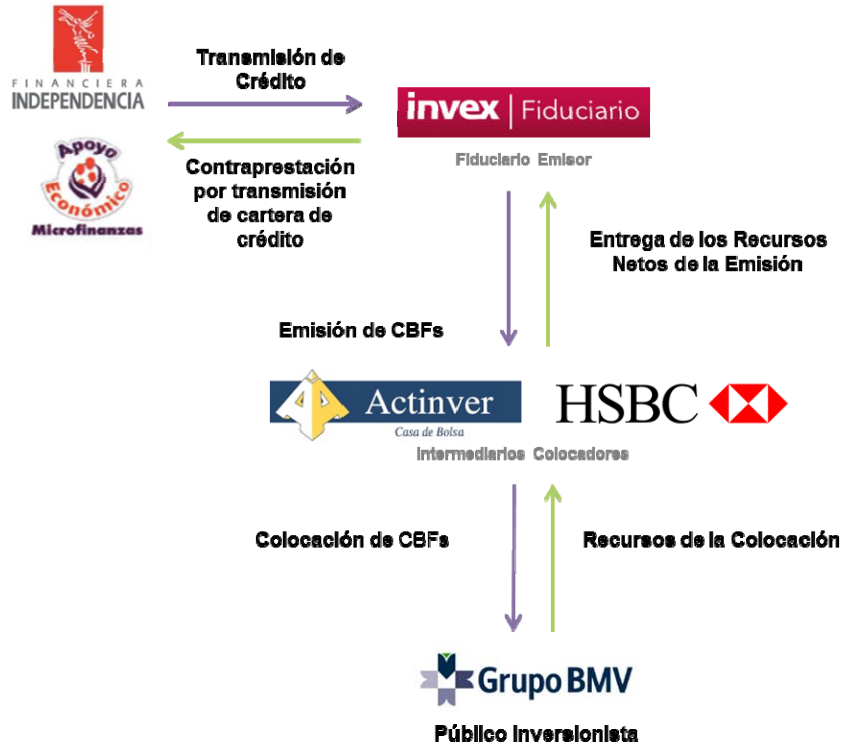 FINANCIERA
INDEPENDENCIA
Transmisión de
Crédito
invex | Fiduciario
Fiduciario Emisor
Apoyo
Económico
Microfinanzas
Contraprestación
por transmisión
de cartera de
crédito
Entrega de los Recursos
Netos de la Emisión
Emisión de CBFs
Actinver
Casa de Bolsa
HSBC
Intermediarios Colocadores
Colocación de CBFs
Recursos de la Colocación
Grupo BMV
Público Inversionista